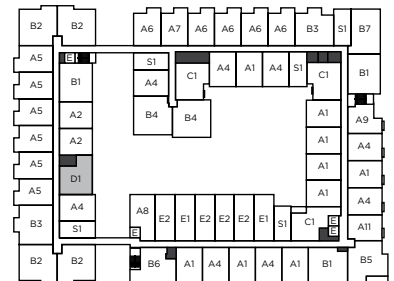 B2 B2 A6 A7 A6 A6 A6 A6 B3 S1 B7
A5 E S1 C1 A4 A1 A4 S1 C1 B1
B1 A4
A5 A2 B4 B4 A1 A9
A5 A2 A1 A4
A5 D1 A1 A1
A5 A4 A1 A4
B3 S1 A8 E2 E1 E2 E2 E2 E1 S1 C1 E A11
E E
B2 B2 B6 A1 A4 A1 A4 A1 B1 B5